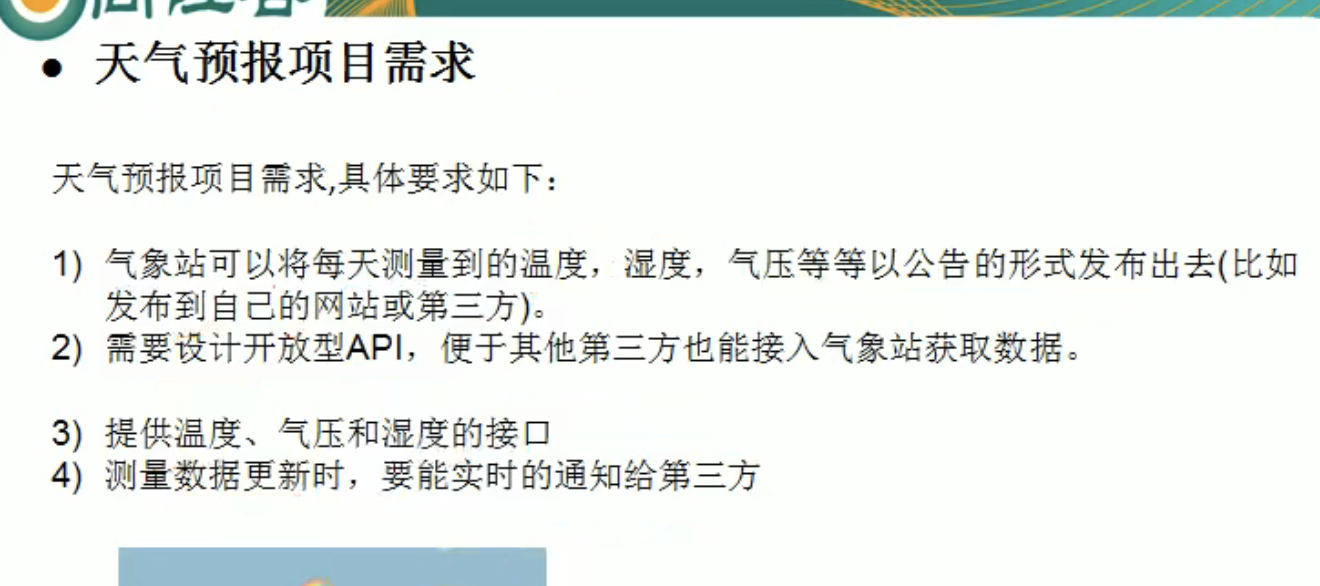 ● 天气预报项目需求
天气预报项目需求,具体要求如下：
1) 气象站可以将每天测量到的温度，湿度，气压等等以公告的形式发布出去(比如
发布到自己的网站或第三方)。
2) 需要设计开放型API，便于其他第三方也能接入气象站获取数据。
3) 提供温度、气压和湿度的接口
4) 测量数据更新时，要能实时的通知给第三方